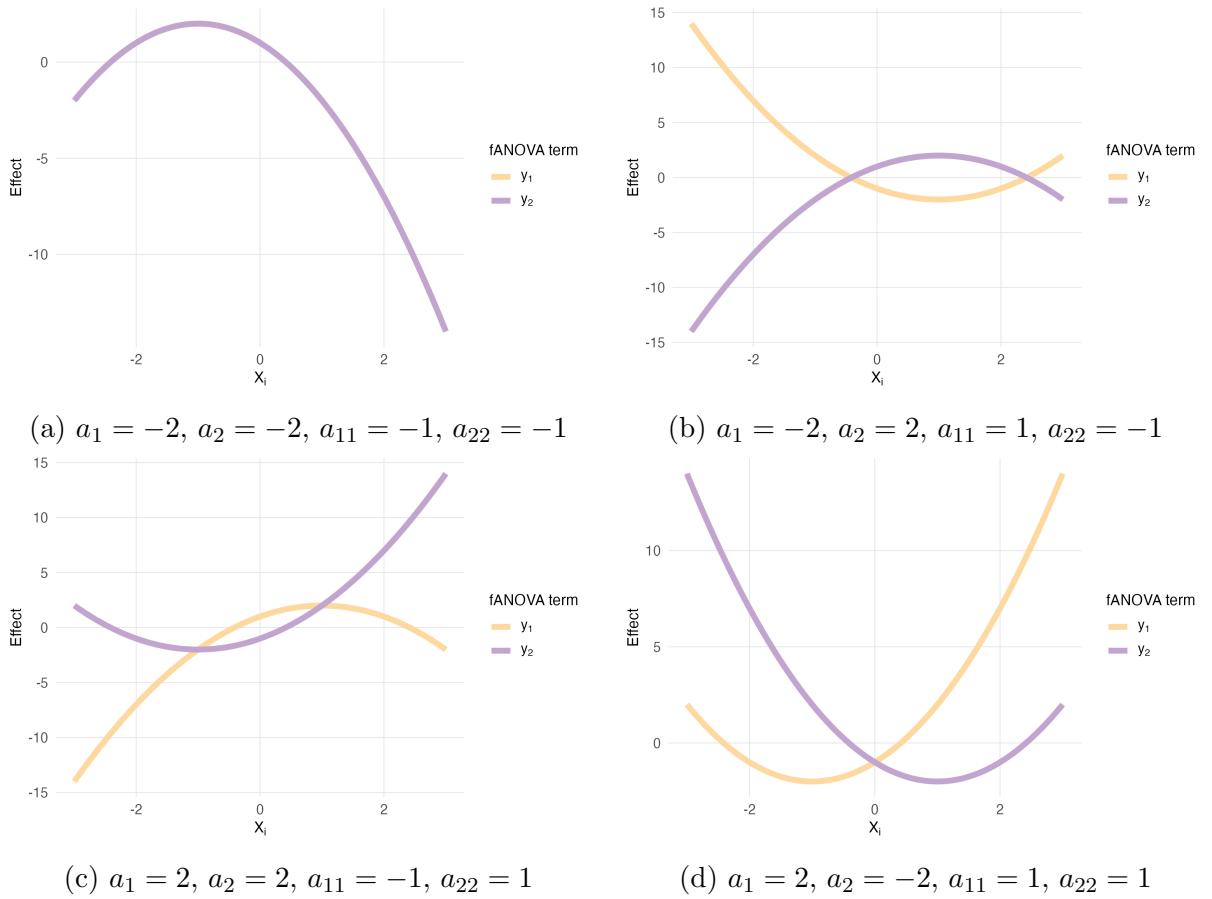 0
-5
-10
Effect
-2 0 2
Xᵢ
fANOVA term
y₁
y₂
(a) a₁ = −2, a₂ = −2, a₁₁ = −1, a₂₂ = −1
15
10
5
0
-5
-10
-15
Effect
-2 0 2
Xᵢ
fANOVA term
y₁
y₂
(b) a₁ = −2, a₂ = 2, a₁₁ = 1, a₂₂ = −1
15
10
5
0
-5
-10
-15
Effect
-2 0 2
Xᵢ
fANOVA term
y₁
y₂
(c) a₁ = 2, a₂ = 2, a₁₁ = −1, a₂₂ = 1
10
5
0
Effect
-2 0 2
Xᵢ
fANOVA term
y₁
y₂
(d) a₁ = 2, a₂ = −2, a₁₁ = 1, a₂₂ = 1